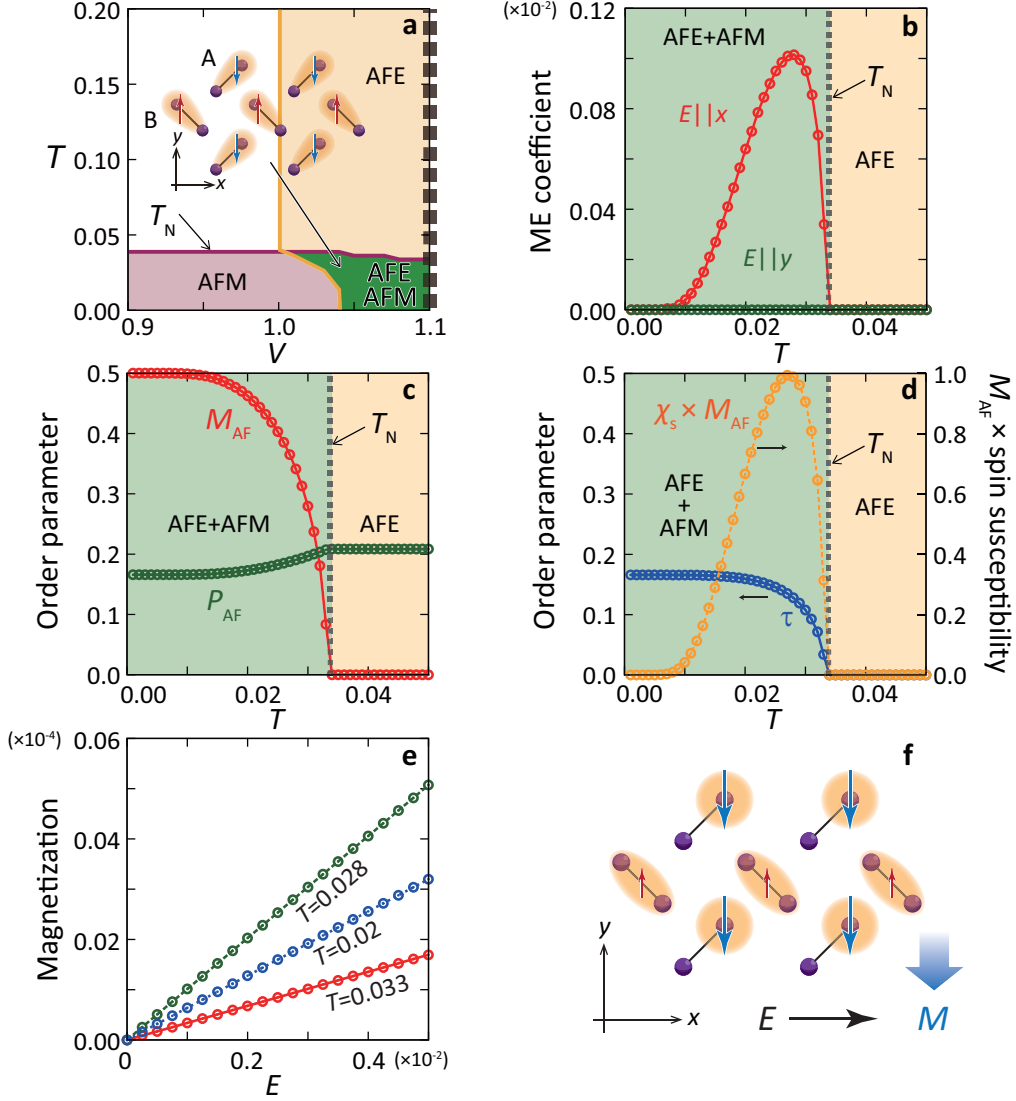 a
0.20
0.15
T 0.10
0.05
0.00
0.9
1.0
1.1
V
A
B
y
x
AFE
T_N
AFM
AFE
AFM
b
(×10⁻²)
0.12
0.08
0.04
0.00
ME coefficient
AFE+AFM
T_N
E||x
AFE
E||y
0.00
0.02
0.04
T
c
0.5
0.4
0.3
0.2
0.1
0.0
Order parameter
M_AF
T_N
AFE+AFM
AFE
P_AF
0.00
0.02
0.04
T
d
0.5
0.4
0.3
0.2
0.1
0.0
Order parameter
χ_s × M_AF
T_N
AFE
+
AFM
AFE
τ
1.0
0.8
0.6
0.4
0.2
0.0
M_AF × spin susceptibility
0.00
0.02
0.04
T
e
(×10⁻⁴)
0.06
0.04
0.02
0.00
Magnetization
T=0.028
T=0.02
T=0.033
0
0.2
0.4
(×10⁻²)
E
f
y
x
E
M